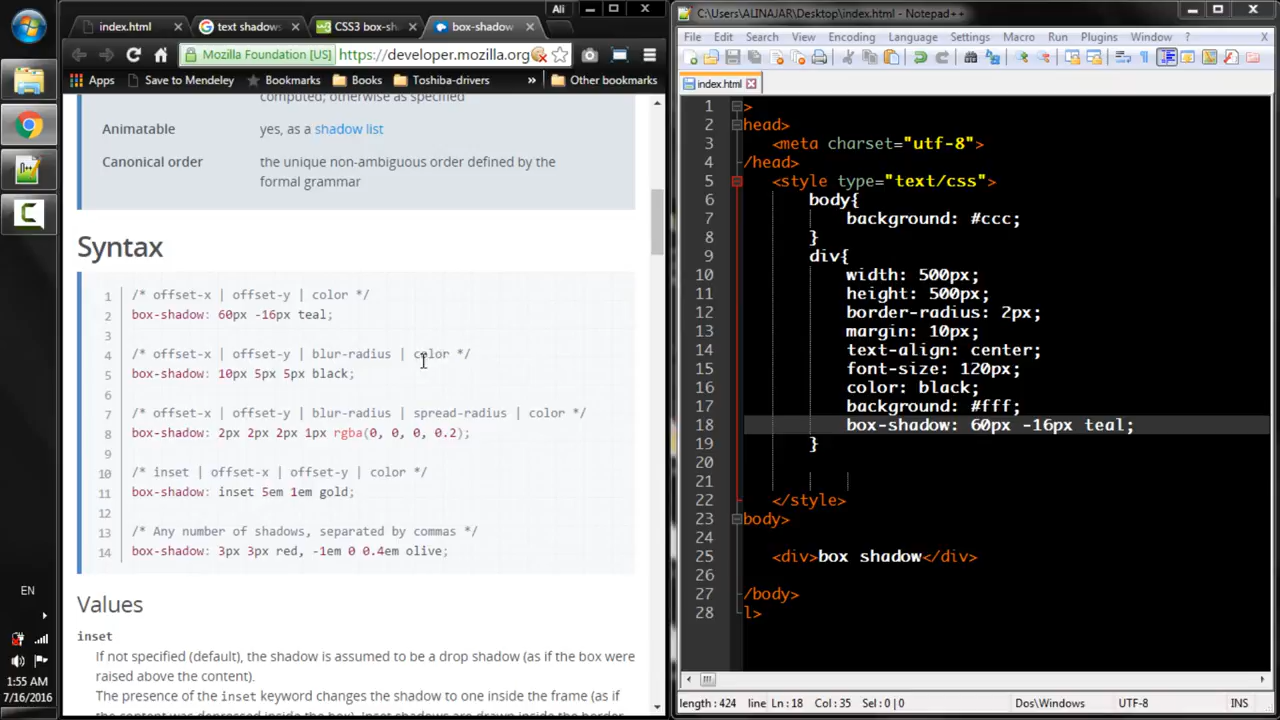 Ali
index.html
text shadows
CSS3 box-sh
box-shadow
Mozilla Foundation [US]
https://developer.mozilla.org
Apps
Save to Mendeley
Bookmarks
Books
Toshiba-drivers
»
Other bookmarks
computed; otherwise as specified
Animatable
yes, as a shadow list
Canonical order
the unique non-ambiguous order defined by the
formal grammar
Syntax
1 /* offset-x | offset-y | color */
2 box-shadow: 60px -16px teal;
3
4 /* offset-x | offset-y | blur-radius | color */
5 box-shadow: 10px 5px 5px black;
6
7 /* offset-x | offset-y | blur-radius | spread-radius | color */
8 box-shadow: 2px 2px 2px 1px rgba(0, 0, 0, 0.2);
9
10 /* inset | offset-x | offset-y | color */
11 box-shadow: inset 5em 1em gold;
12
13 /* Any number of shadows, separated by commas */
14 box-shadow: 3px 3px red, -1em 0 0.4em olive;
Values
inset
If not specified (default), the shadow is assumed to be a drop shadow (as if the box were
raised above the content).
The presence of the inset keyword changes the shadow to one inside the frame (as if
EN
1:55 AM
7/16/2016
C:\Users\ALINAJAR\Desktop\index.html - Notepad++
File Edit Search View Encoding Language Settings Macro Run Plugins Window ? X
index.html
1 >
2 head>
3 <meta charset="utf-8">
4 /head>
5 <style type="text/css">
6 body{
7 background: #ccc;
8 }
9 div{
10 width: 500px;
11 height: 500px;
12 border-radius: 2px;
13 margin: 10px;
14 text-align: center;
15 font-size: 120px;
16 color: black;
17 background: #fff;
18 box-shadow: 60px -16px teal;
19 }
20
21
22 </style>
23 body>
24
25 <div>box shadow</div>
26
27 /body>
28 l>
length : 424 line Ln : 18 Col : 35 Sel : 0 | 0 Dos\Windows UTF-8 INS